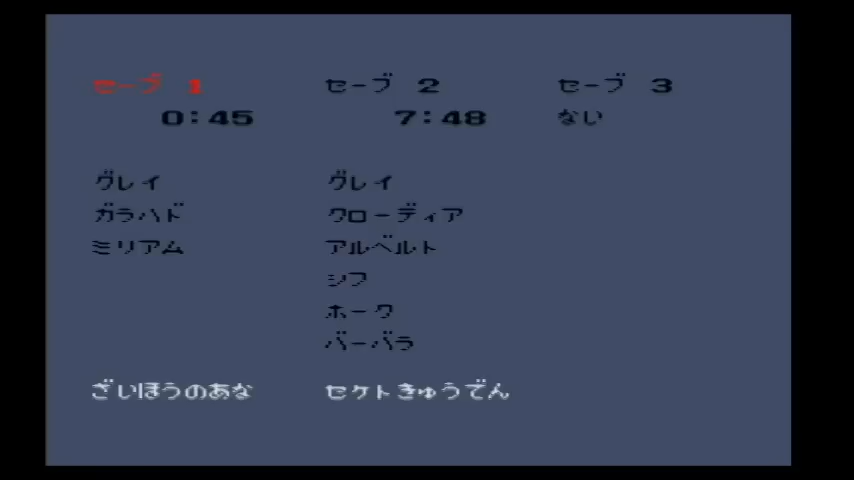 セーブ 1 セーブ 2 セーブ 3
0:45 7:48 ない
グレイ グレイ
ガラハド クローディア
ミリアム アルベルト
シフ
ホーク
バーバラ
ざいほうのあな セケトきゅうでん